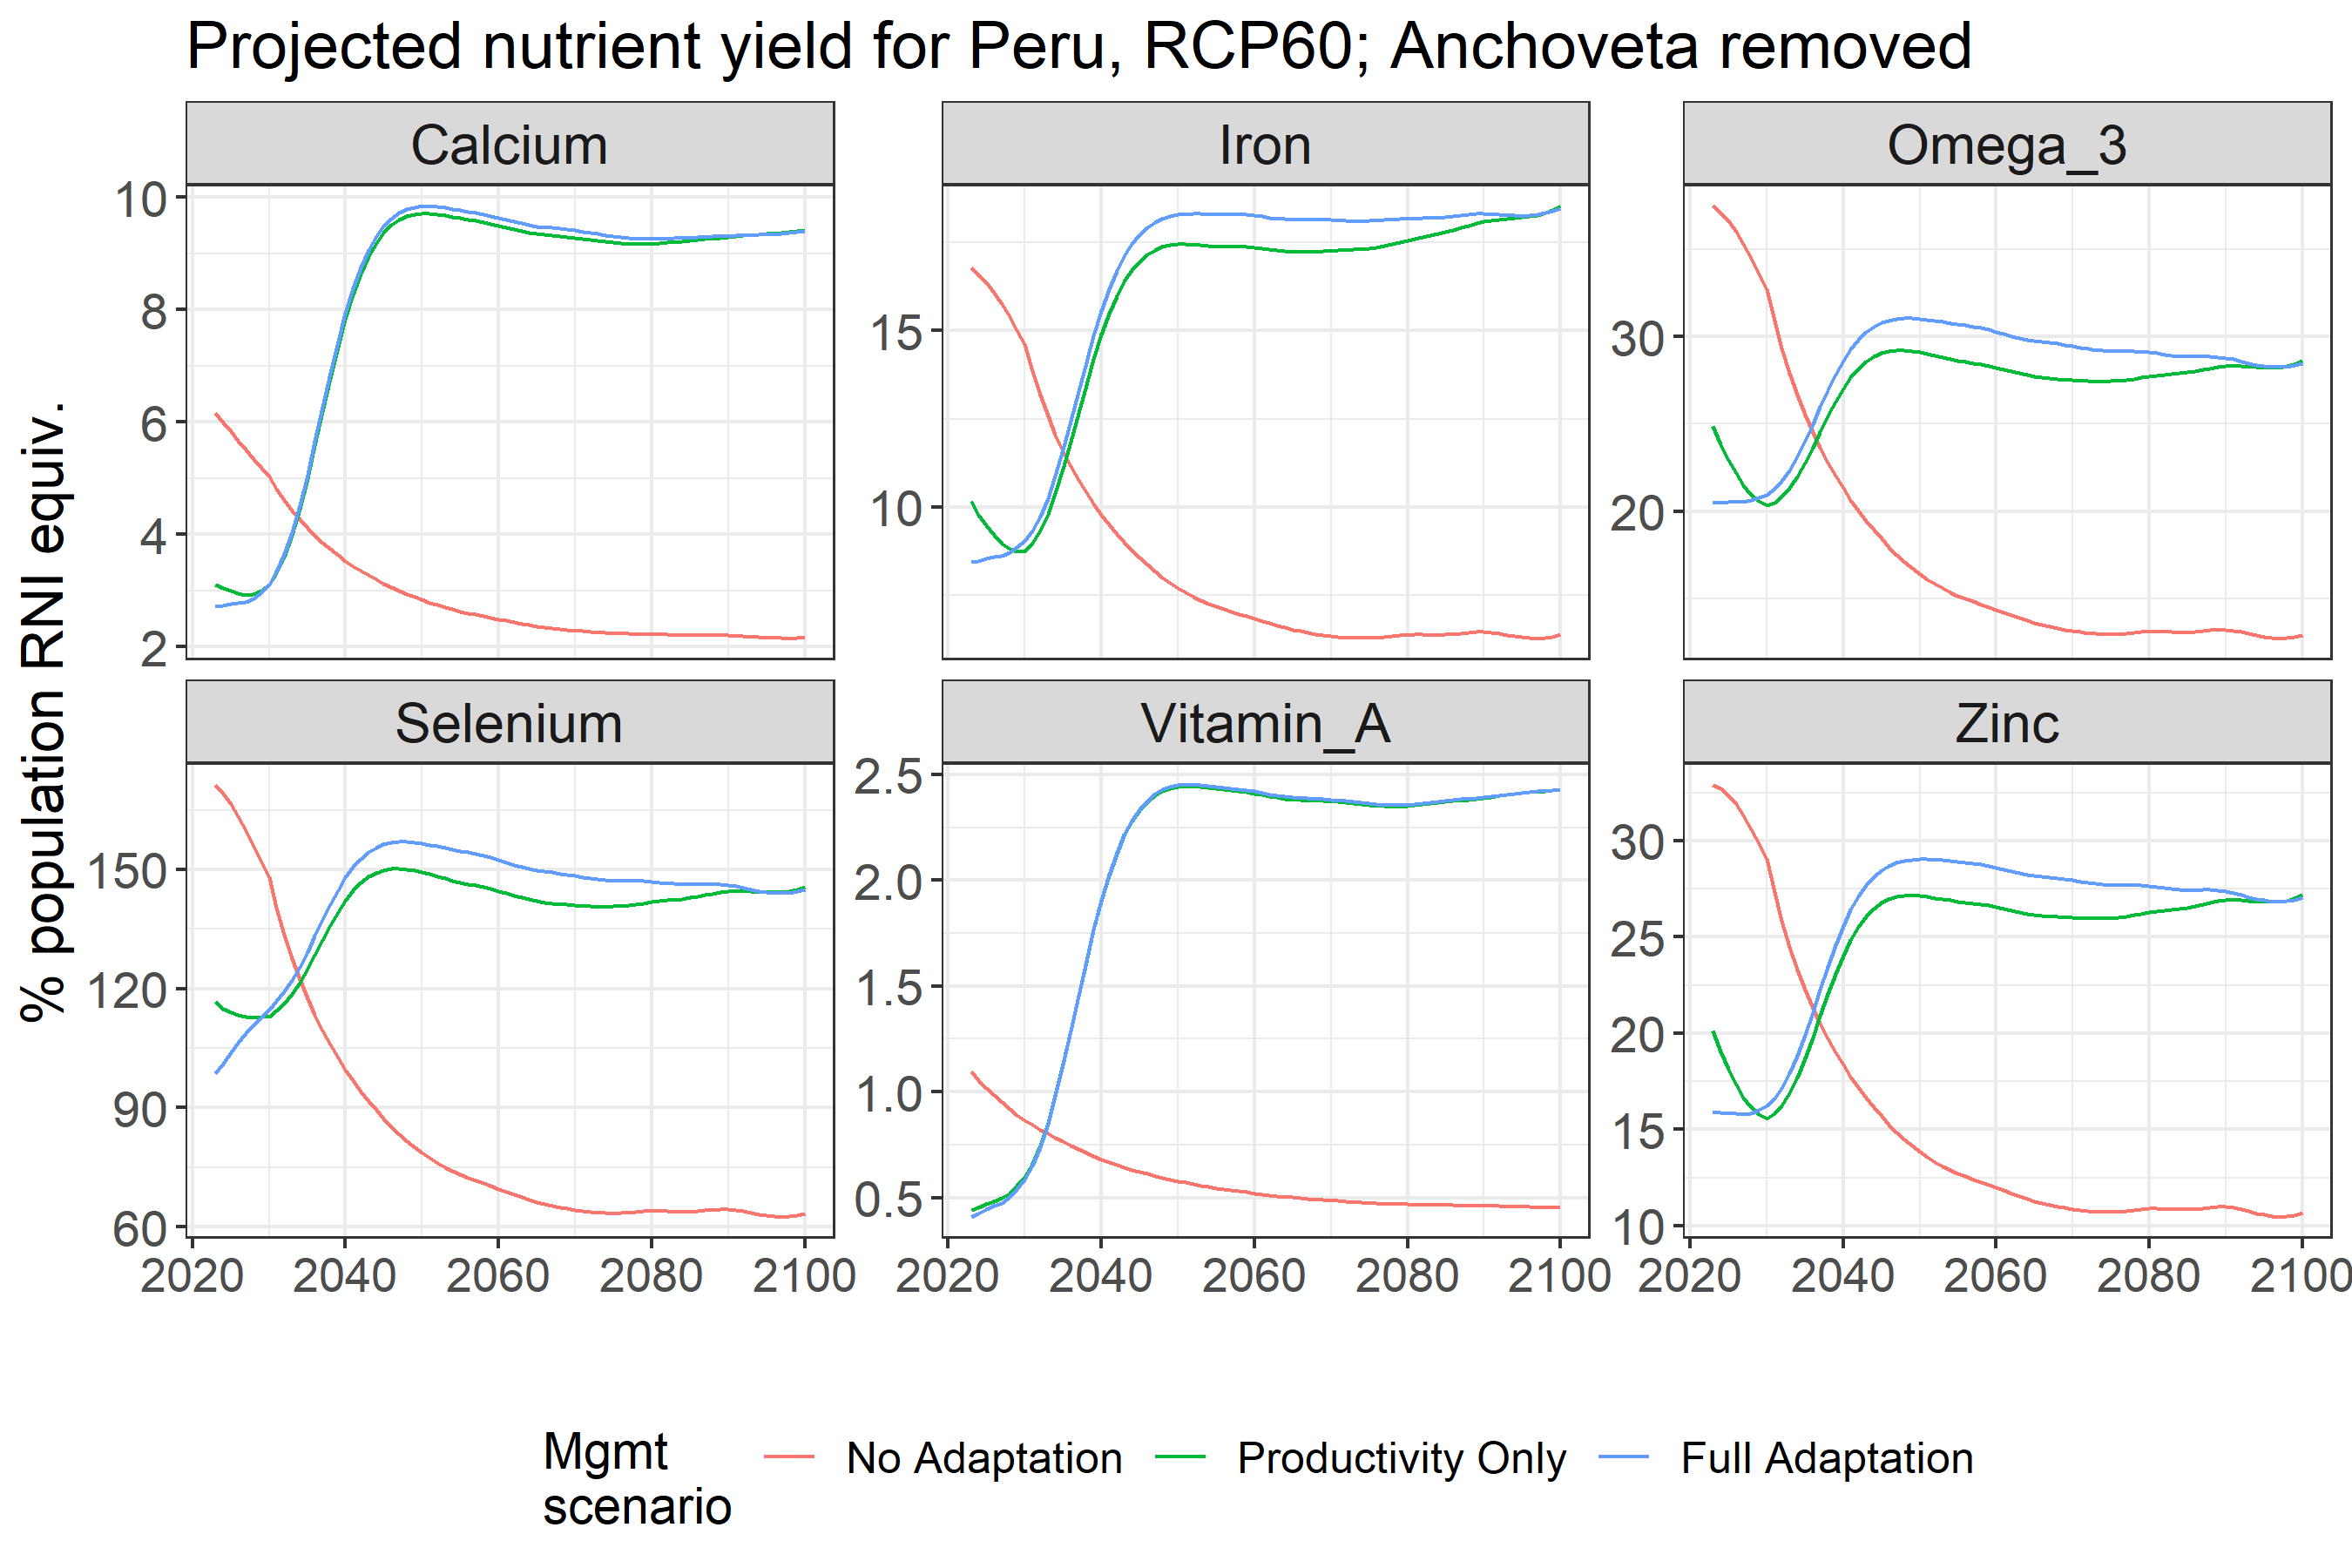 Projected nutrient yield for Peru, RCP60; Anchoveta removed
% population RNI equiv.
Calcium
10
8
6
4
2
Iron
15
10
Omega_3
30
20
Selenium
150
120
90
60
2020 2040 2060 2080 2100
Vitamin_A
2.5
2.0
1.5
1.0
0.5
2020 2040 2060 2080 2100
Zinc
30
25
20
15
10
2020 2040 2060 2080 2100
Mgmt
scenario
No Adaptation
Productivity Only
Full Adaptation